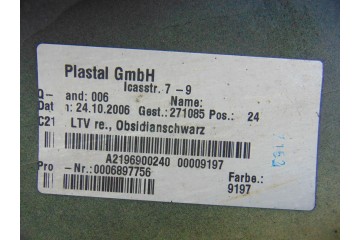 Plastal GmbH
Icasstr. 7-9
Q- and: 006 Name:
Datu n: 24.10.2006 Gest.: 271085 Pos.: 24
C21 LTV re., Obsidianschwarz
A2196900240 00009197
Pro -Nr.:0006897756 Farbe.:
9197